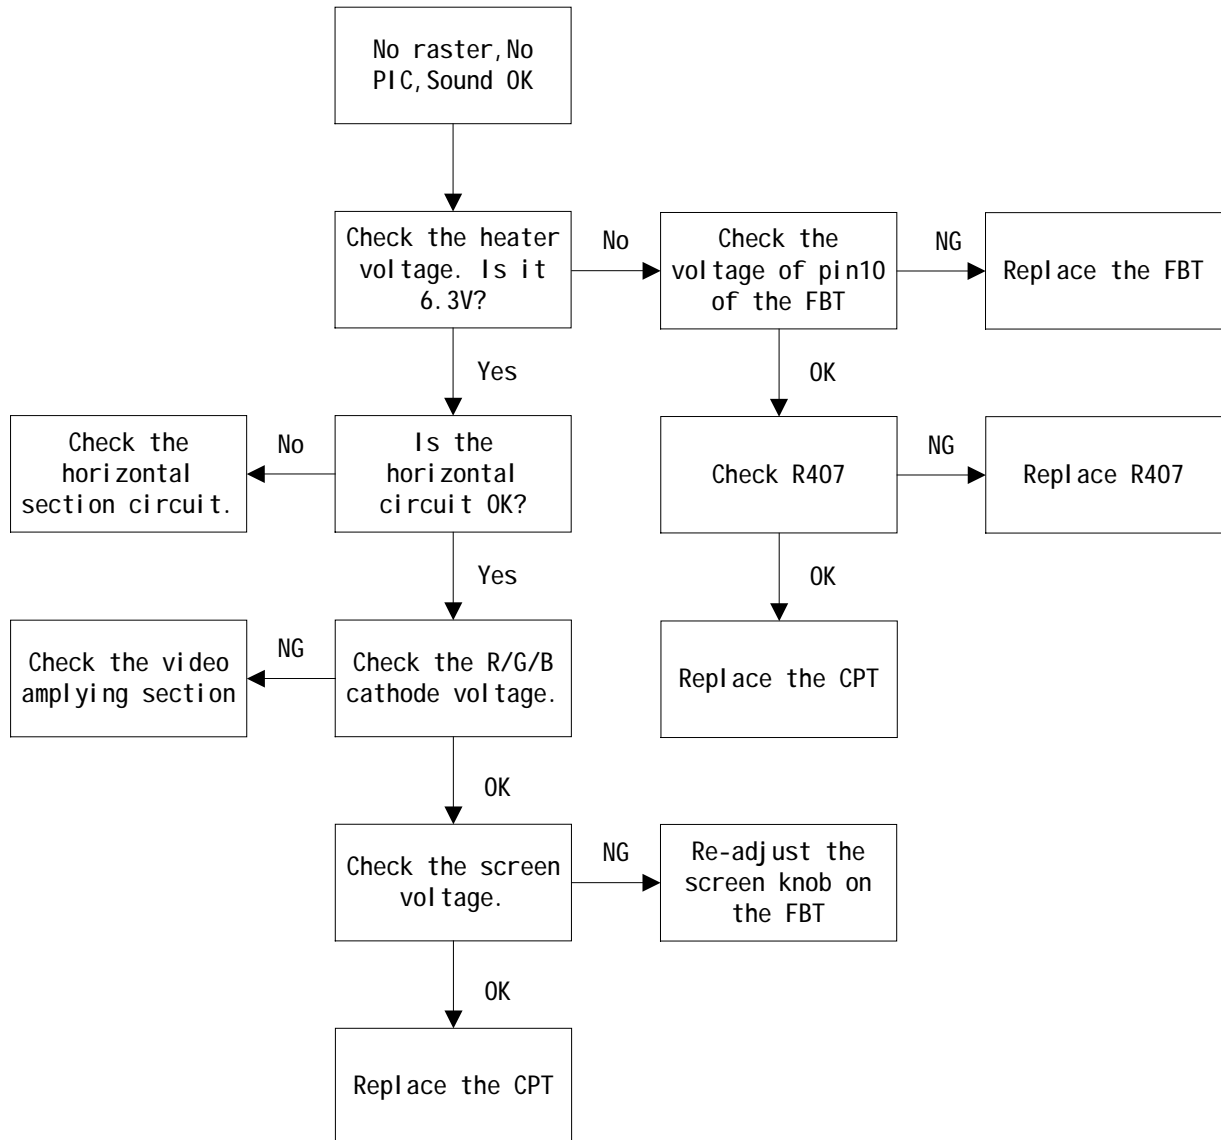 No raster,No
PIC,Sound OK
Check the heater
voltage. Is it
6.3V?
No
Check the
voltage of pin10
of the FBT
NG
Replace the FBT
Yes
OK
Check the
horizontal
section circuit.
No
Is the
horizontal
circuit OK?
Check R407
NG
Replace R407
Yes
OK
Check the video
amplying section
NG
Check the R/G/B
cathode voltage.
Replace the CPT
OK
Check the screen
voltage.
NG
Re-adjust the
screen knob on
the FBT
OK
Replace the CPT